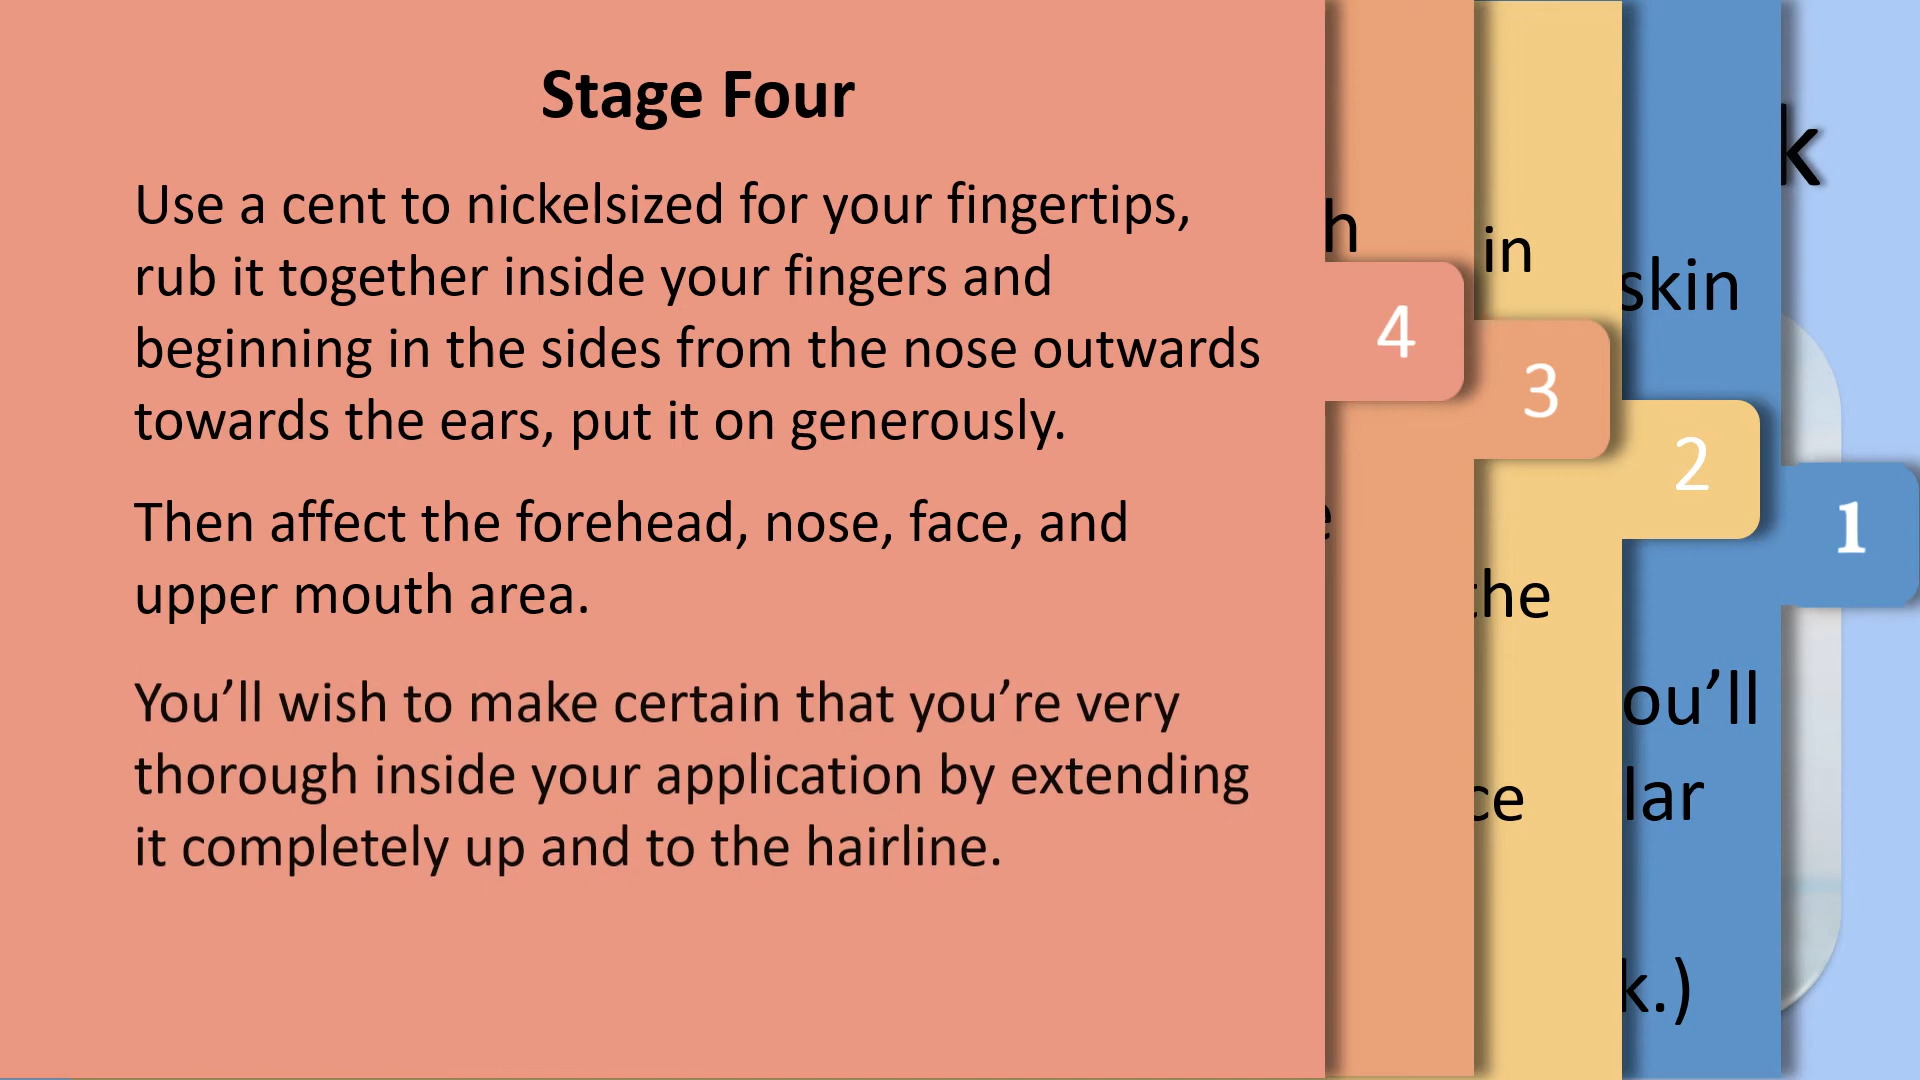 Stage Four
Use a cent to nickelsized for your fingertips,
rub it together inside your fingers and
beginning in the sides from the nose outwards
towards the ears, put it on generously.
Then affect the forehead, nose, face, and
upper mouth area.
You’ll wish to make certain that you’re very
thorough inside your application by extending
it completely up and to the hairline.
4
3
in
2
skin
1